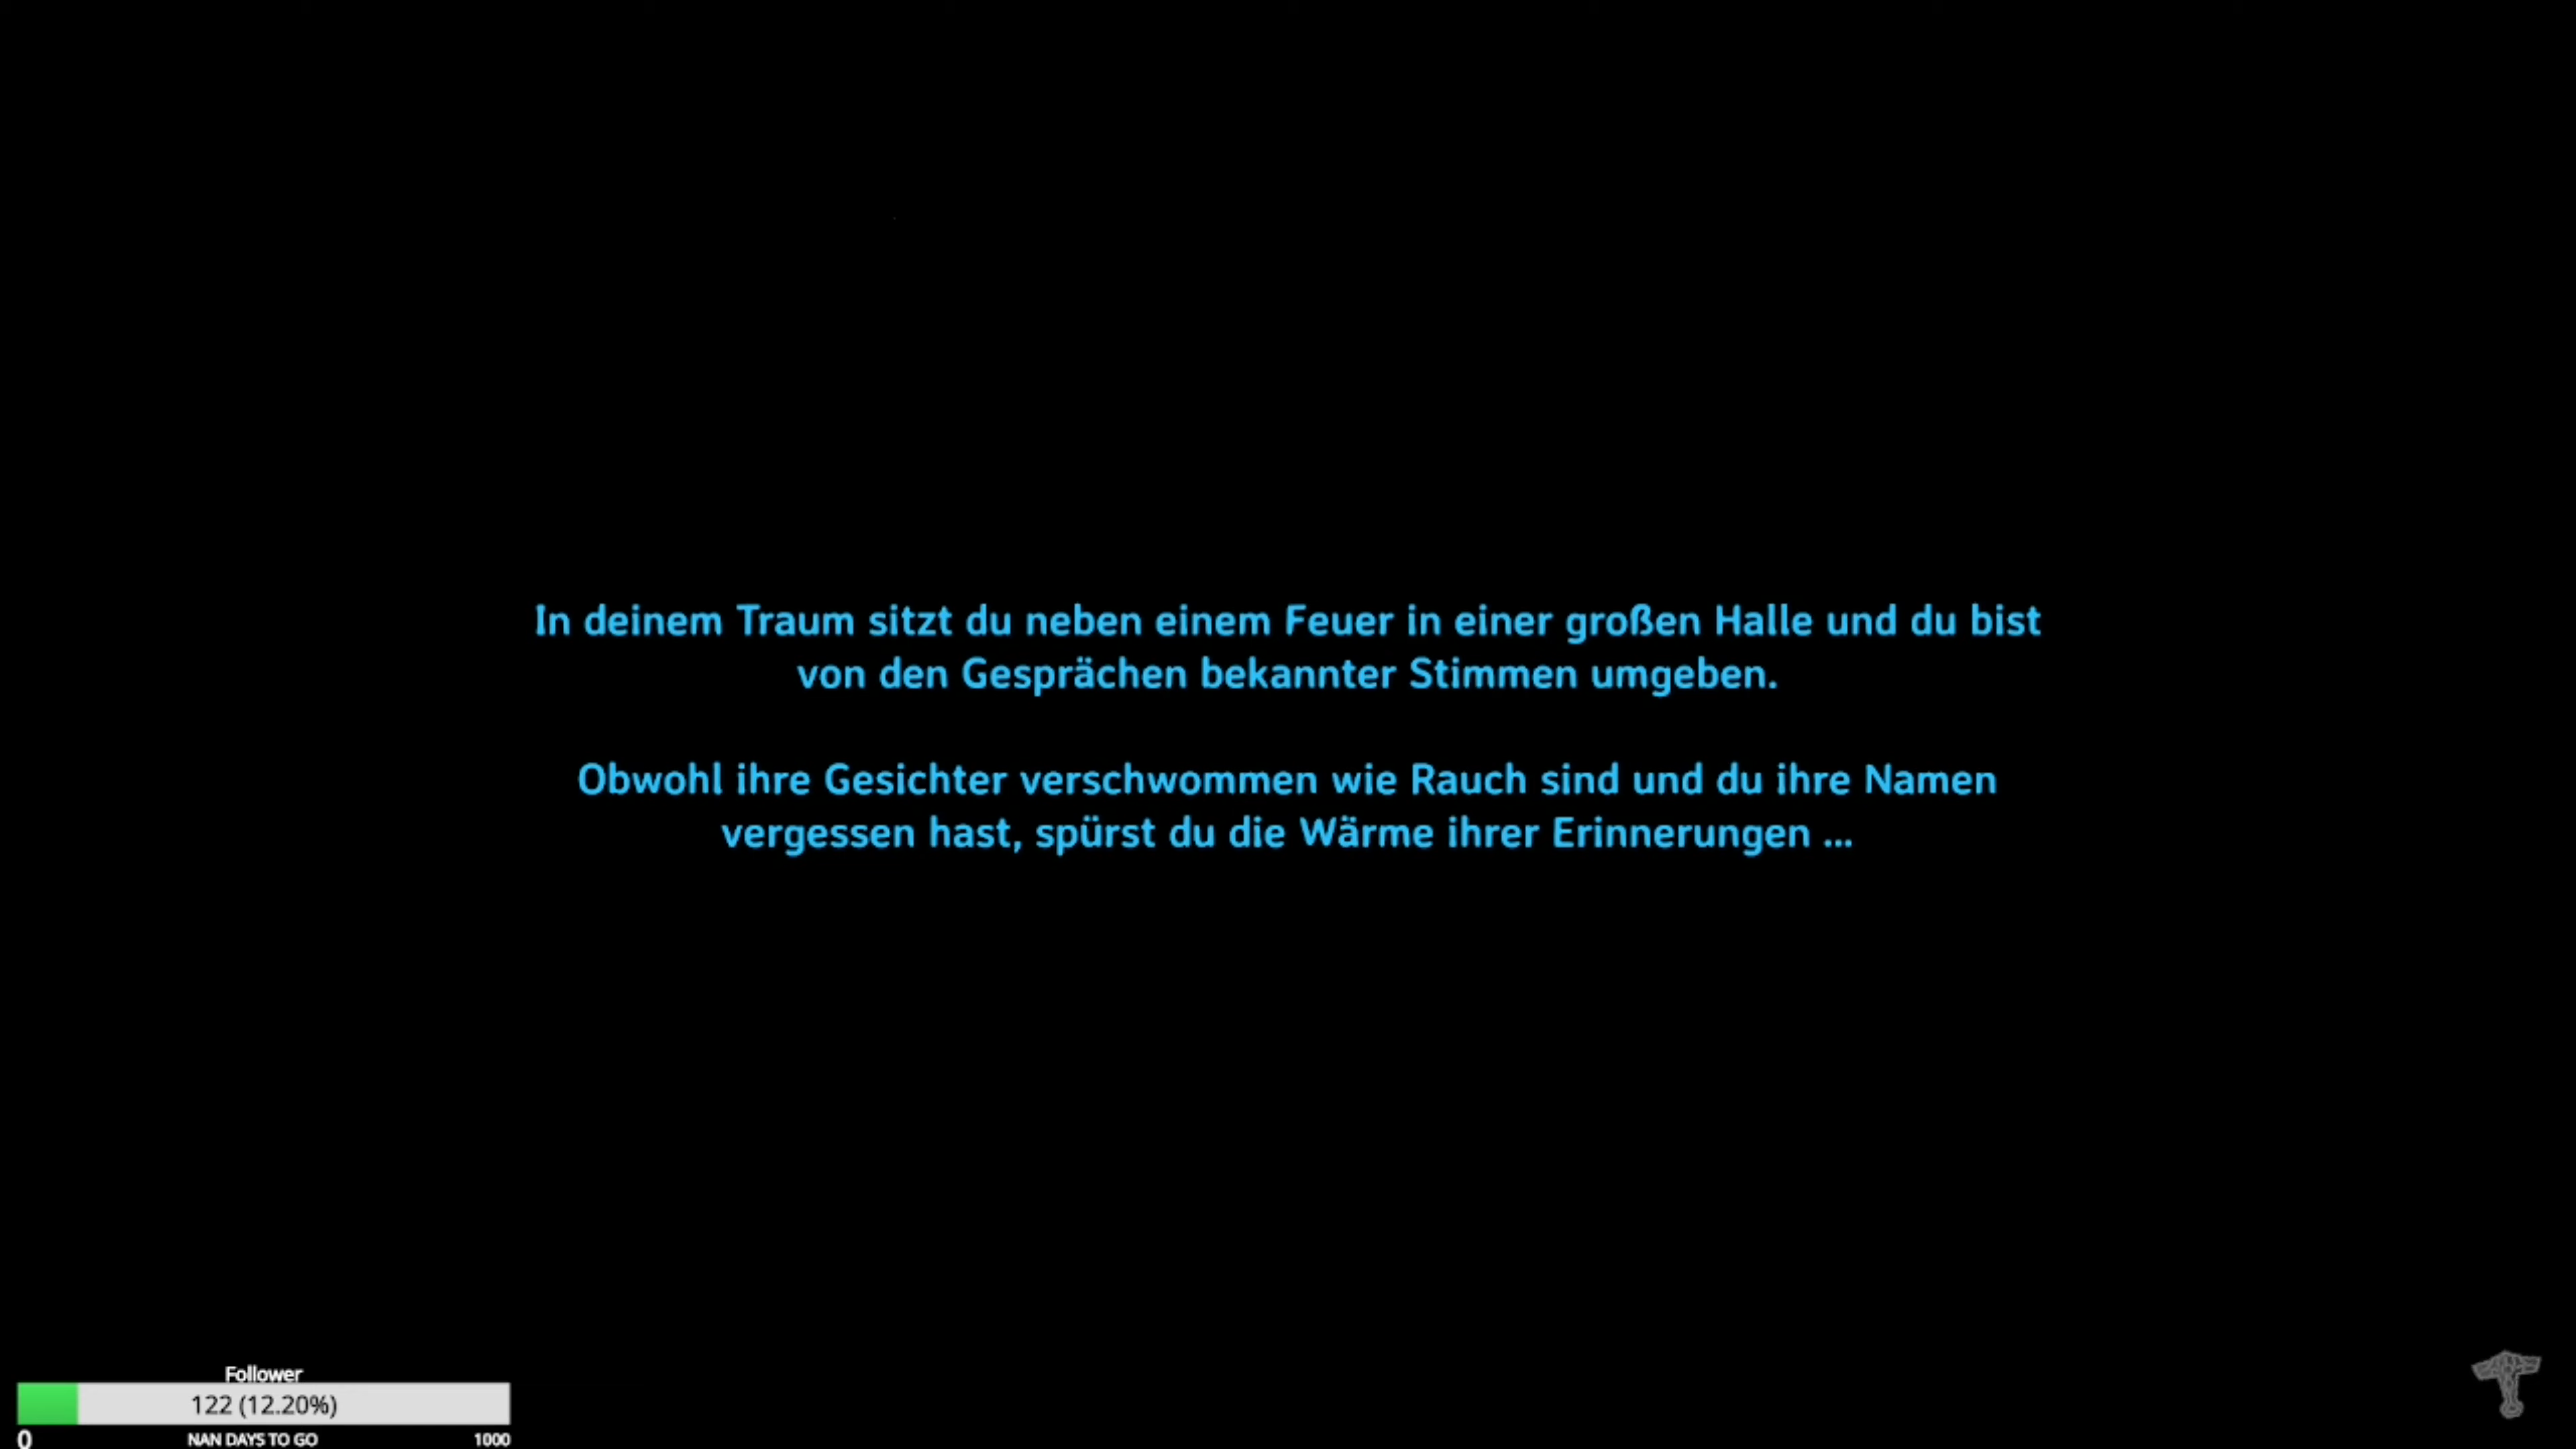 In deinem Traum sitzt du neben einem Feuer in einer großen Halle und du bist
von den Gesprächen bekannter Stimmen umgeben.
Obwohl ihre Gesichter verschwommen wie Rauch sind und du ihre Namen
vergessen hast, spürst du die Wärme ihrer Erinnerungen ...
Follower
122 (12.20%)
0 NAN DAYS TO GO 1000